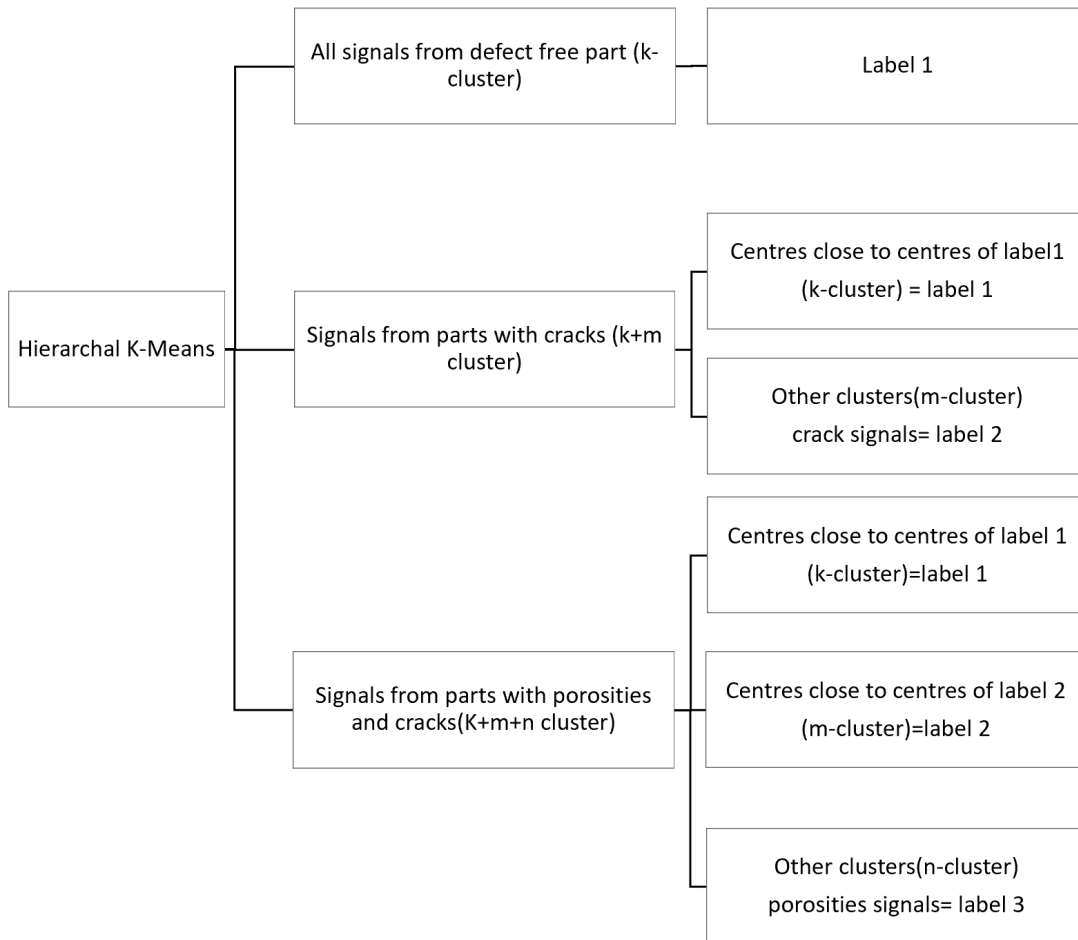 All signals from defect free part (k-
cluster)
Label 1
Centres close to centres of label1
(k-cluster) = label 1
Hierarchal K-Means
Signals from parts with cracks (k+m
cluster)
Other clusters(m-cluster)
crack signals= label 2
Centres close to centres of label 1
(k-cluster)=label 1
Signals from parts with porosities
and cracks(K+m+n cluster)
Centres close to centres of label 2
(m-cluster)=label 2
Other clusters(n-cluster)
porosities signals= label 3